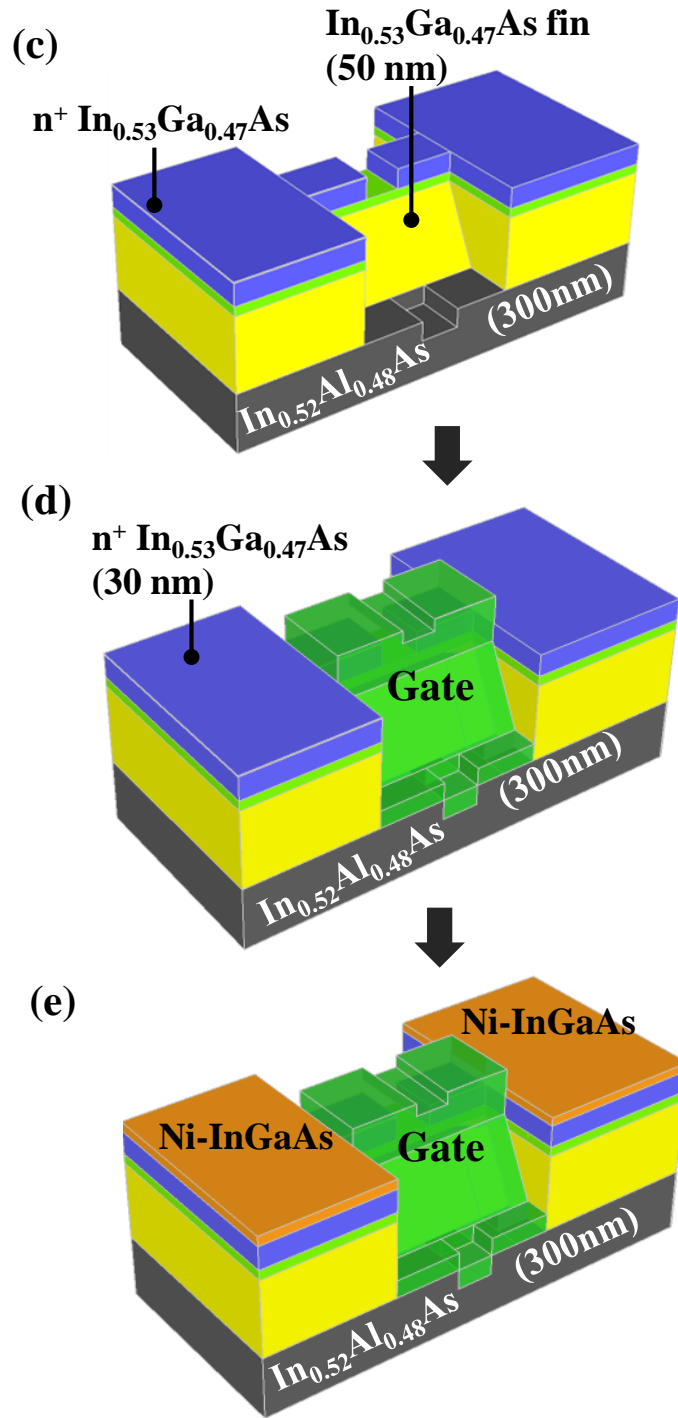 (c)
In₀.₅₃Ga₀.₄₇As fin
(50 nm)
n⁺ In₀.₅₃Ga₀.₄₇As
In₀.₅₂Al₀.₄₈As
(300nm)
(d)
n⁺ In₀.₅₃Ga₀.₄₇As
(30 nm)
Gate
In₀.₅₂Al₀.₄₈As
(300nm)
(e)
Ni-InGaAs
Ni-InGaAs
Gate
In₀.₅₂Al₀.₄₈As
(300nm)